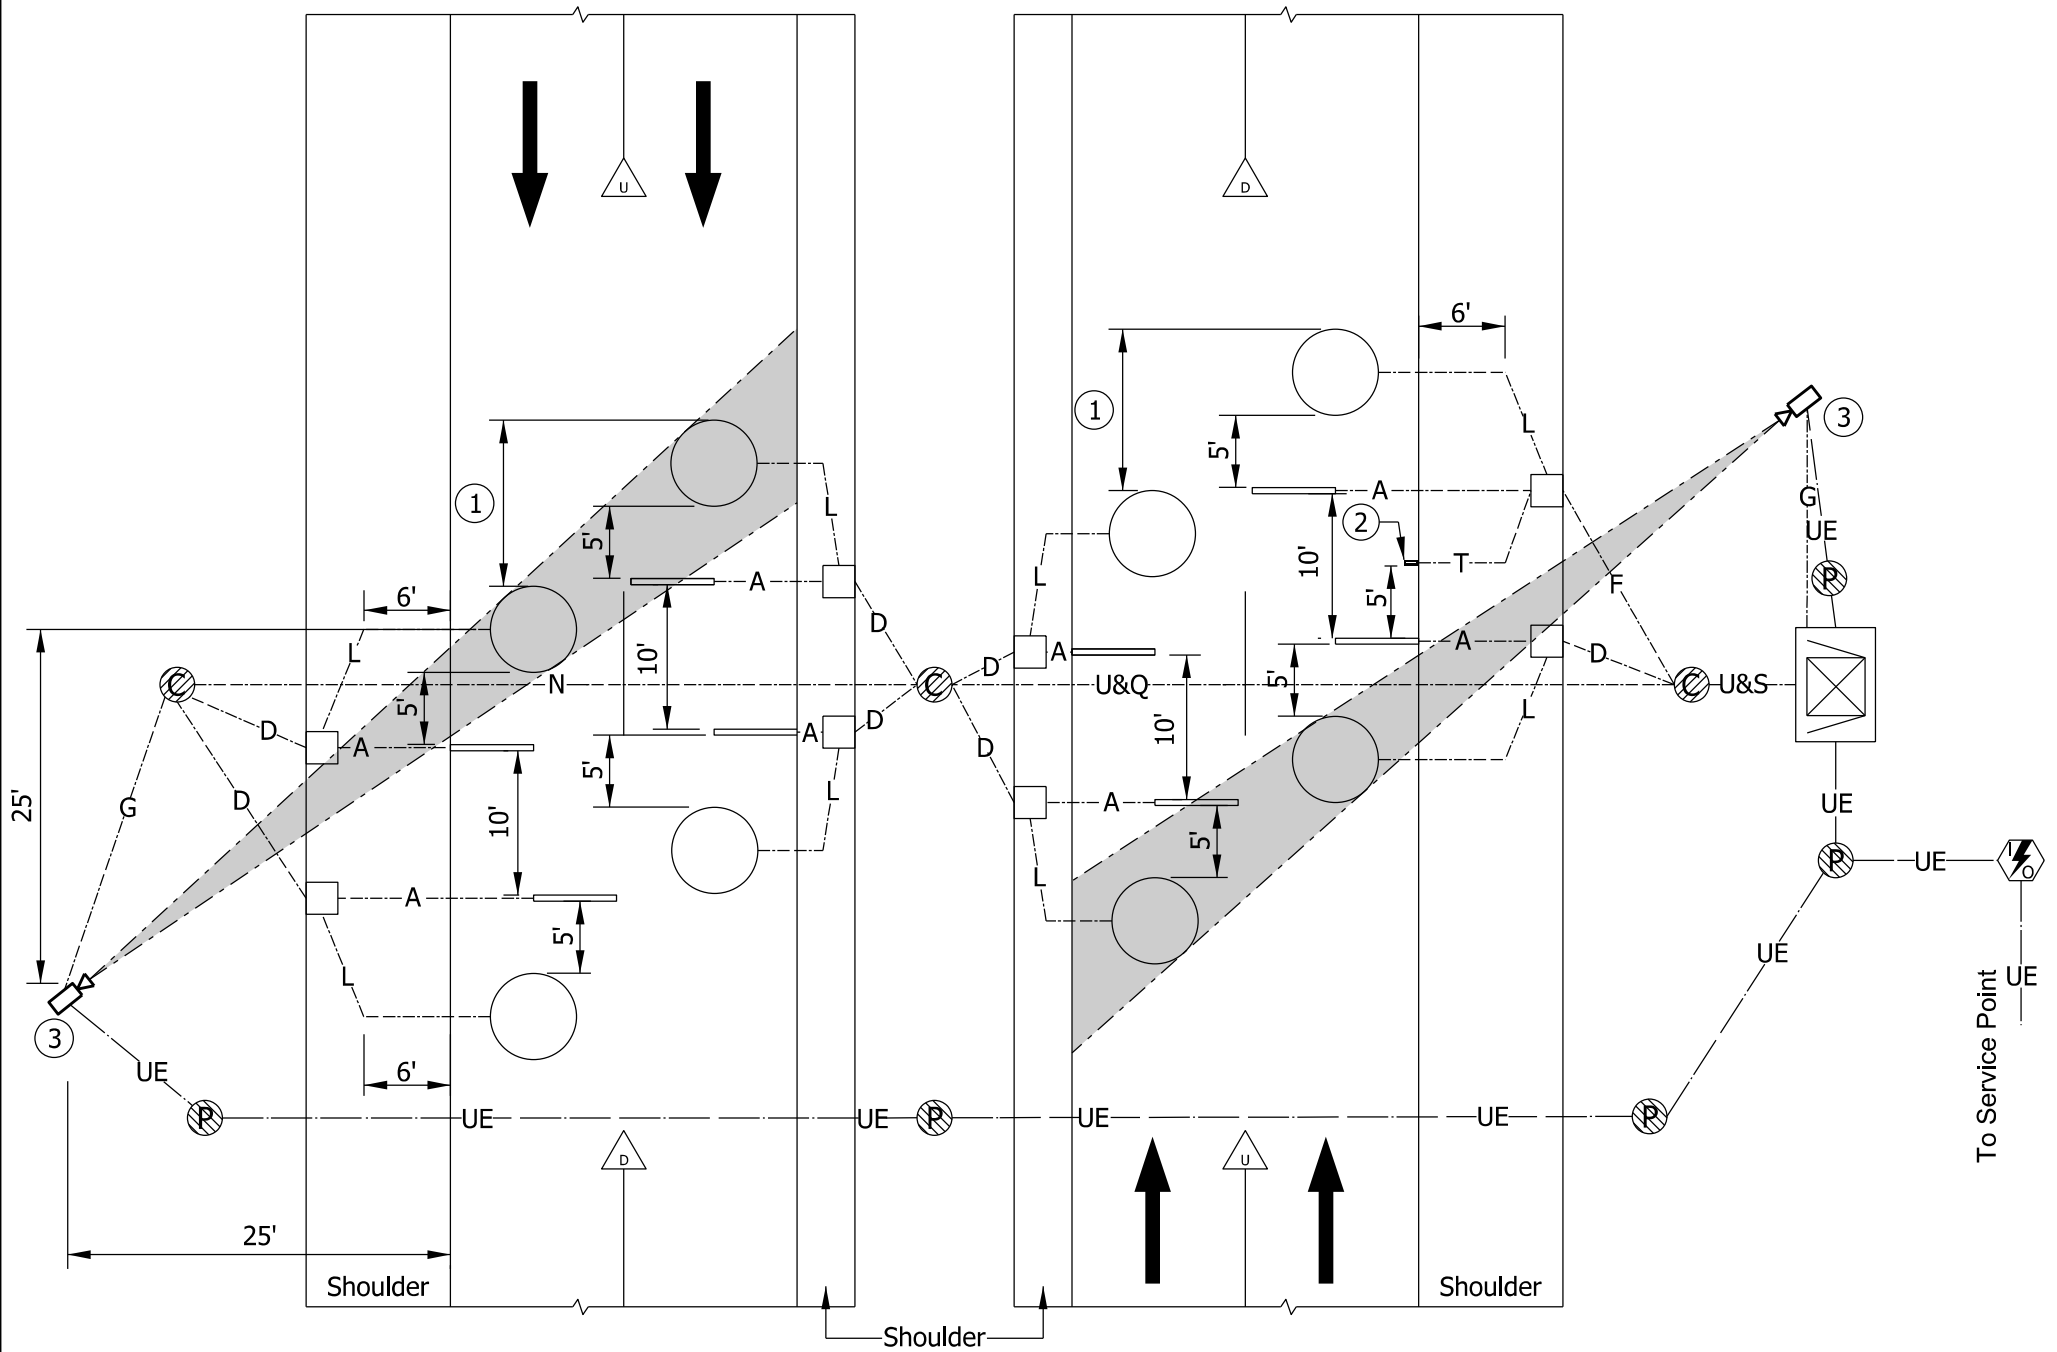 U
D
6'
1
1
3
L
5'
A
L
G
1
L
2
UE
5'
10'
T
5'
A
L
F
P
6'
D
5'
L
10'
D
A
A
D
C
N
C
U&Q
5'
C
U&S
5'
D
A
A
D
10'
L
5'
D
L
G
D
10'
A
UE
25'
5'
P
UE
I
O
A
L
5'
L
UE
UE
To Service Point
3
UE
6'
P
UE
UE
P
UE
UE
P
D
U
25'
Shoulder
Shoulder
Shoulder